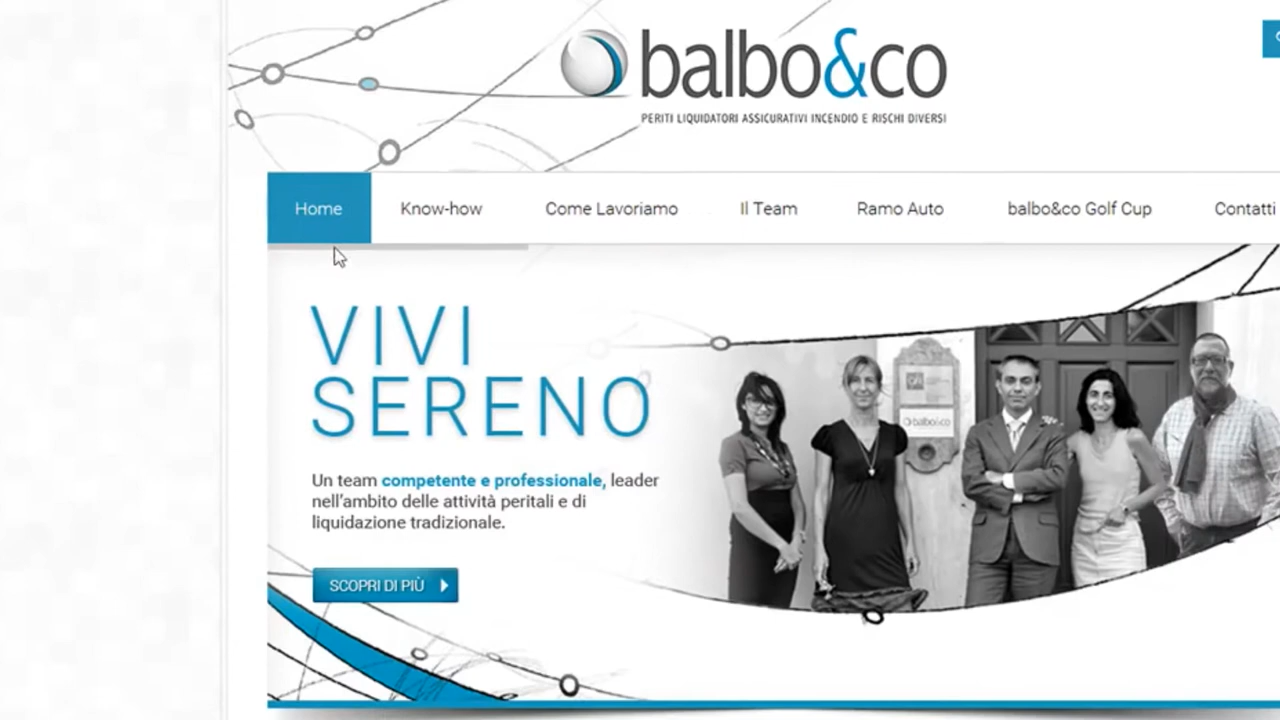 balbo&co
PERITI LIQUIDATORI ASSICURATIVI INCENDIO E RISCHI DIVERSI
Home
Know-how
Come Lavoriamo
Il Team
Ramo Auto
balbo&co Golf Cup
Contatti
VIVI
SERENO
Un team competente e professionale, leader
nell'ambito delle attività peritali e di
liquidazione tradizionale.
balbo&co
SCOPRI DI PIÙ